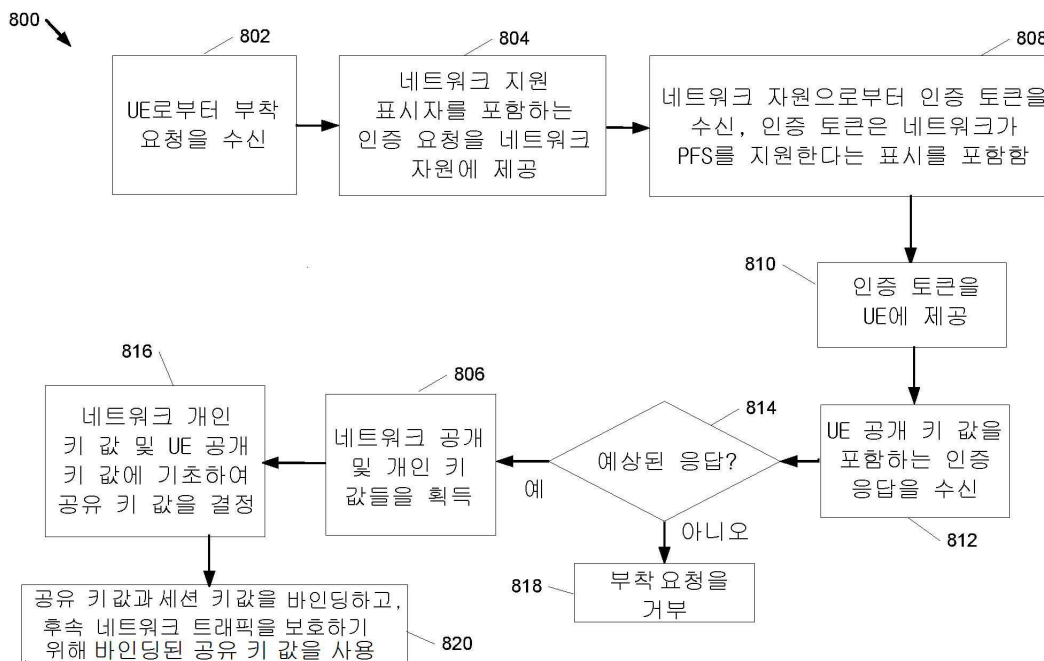 800
802
UE로부터 부착
요청을 수신
804
네트워크 지원
표시자를 포함하는
인증 요청을 네트워크
자원에 제공
808
네트워크 자원으로부터 인증 토큰을
수신, 인증 토큰은 네트워크가
PFS를 지원한다는 표시를 포함함
810
인증 토큰을
UE에 제공
812
UE 공개 키 값을
포함하는 인증
응답을 수신
814
예상된 응답?
예
아니오
818
부착 요청을
거부
806
네트워크 공개
및 개인 키
값들을 획득
816
네트워크 개인
키 값 및 UE 공개
키 값에 기초하여
공유 키 값을 결정
공유 키값과 세션 키값을 바인딩하고,
후속 네트워크 트래픽을 보호하기
위해 바인딩된 공유 키 값을 사용
820